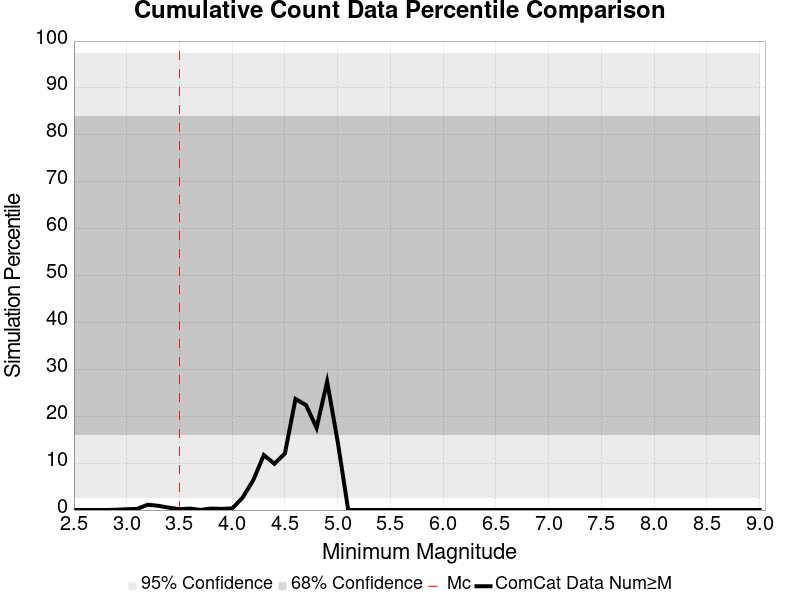 Cumulative Count Data Percentile Comparison
100
90
80
70
60
50
40
30
20
10
0
Simulation Percentile
2.5 3.0 3.5 4.0 4.5 5.0 5.5 6.0 6.5 7.0 7.5 8.0 8.5 9.0
Minimum Magnitude
95% Confidence 68% Confidence Mc ComCat Data Num≥M